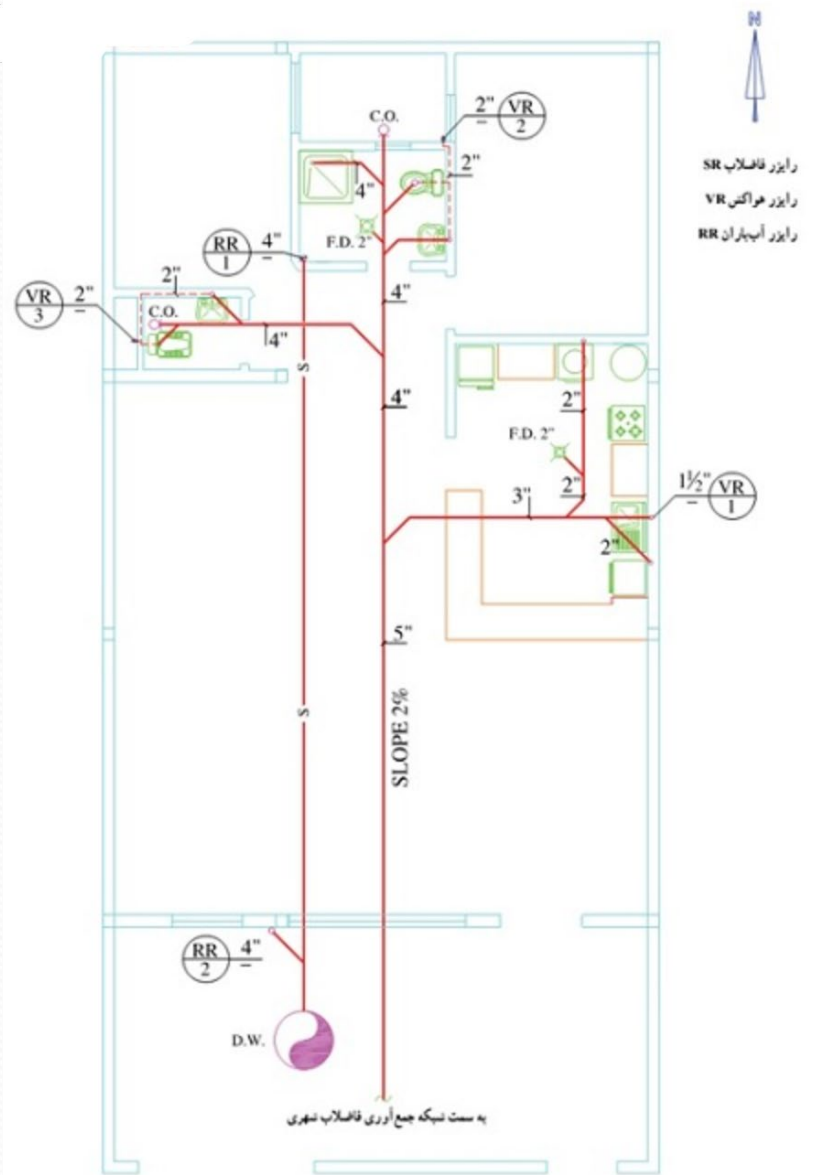 N
C.O.
2" VR 2
رایزر فاضلاب SR
رایزر هواکش VR
رایزر آب‌باران RR
2"
4"
F.D. 2"
RR 1 4"
2"
VR 3 2"
C.O.
4"
4"
4"
2"
F.D. 2"
1½" VR 1
2"
3"
2"
5"
SLOPE 2%
S
S
RR 2 4"
D.W.
به سمت شبکه جمع‌آوری فاضلاب شهری